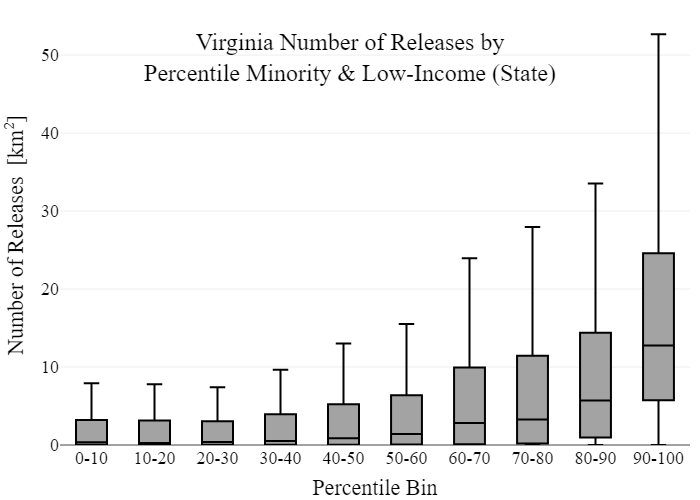 Virginia Number of Releases by
Percentile Minority & Low-Income (State)
Number of Releases [km²]
50
40
30
20
10
0
0-10 10-20 20-30 30-40 40-50 50-60 60-70 70-80 80-90 90-100
Percentile Bin